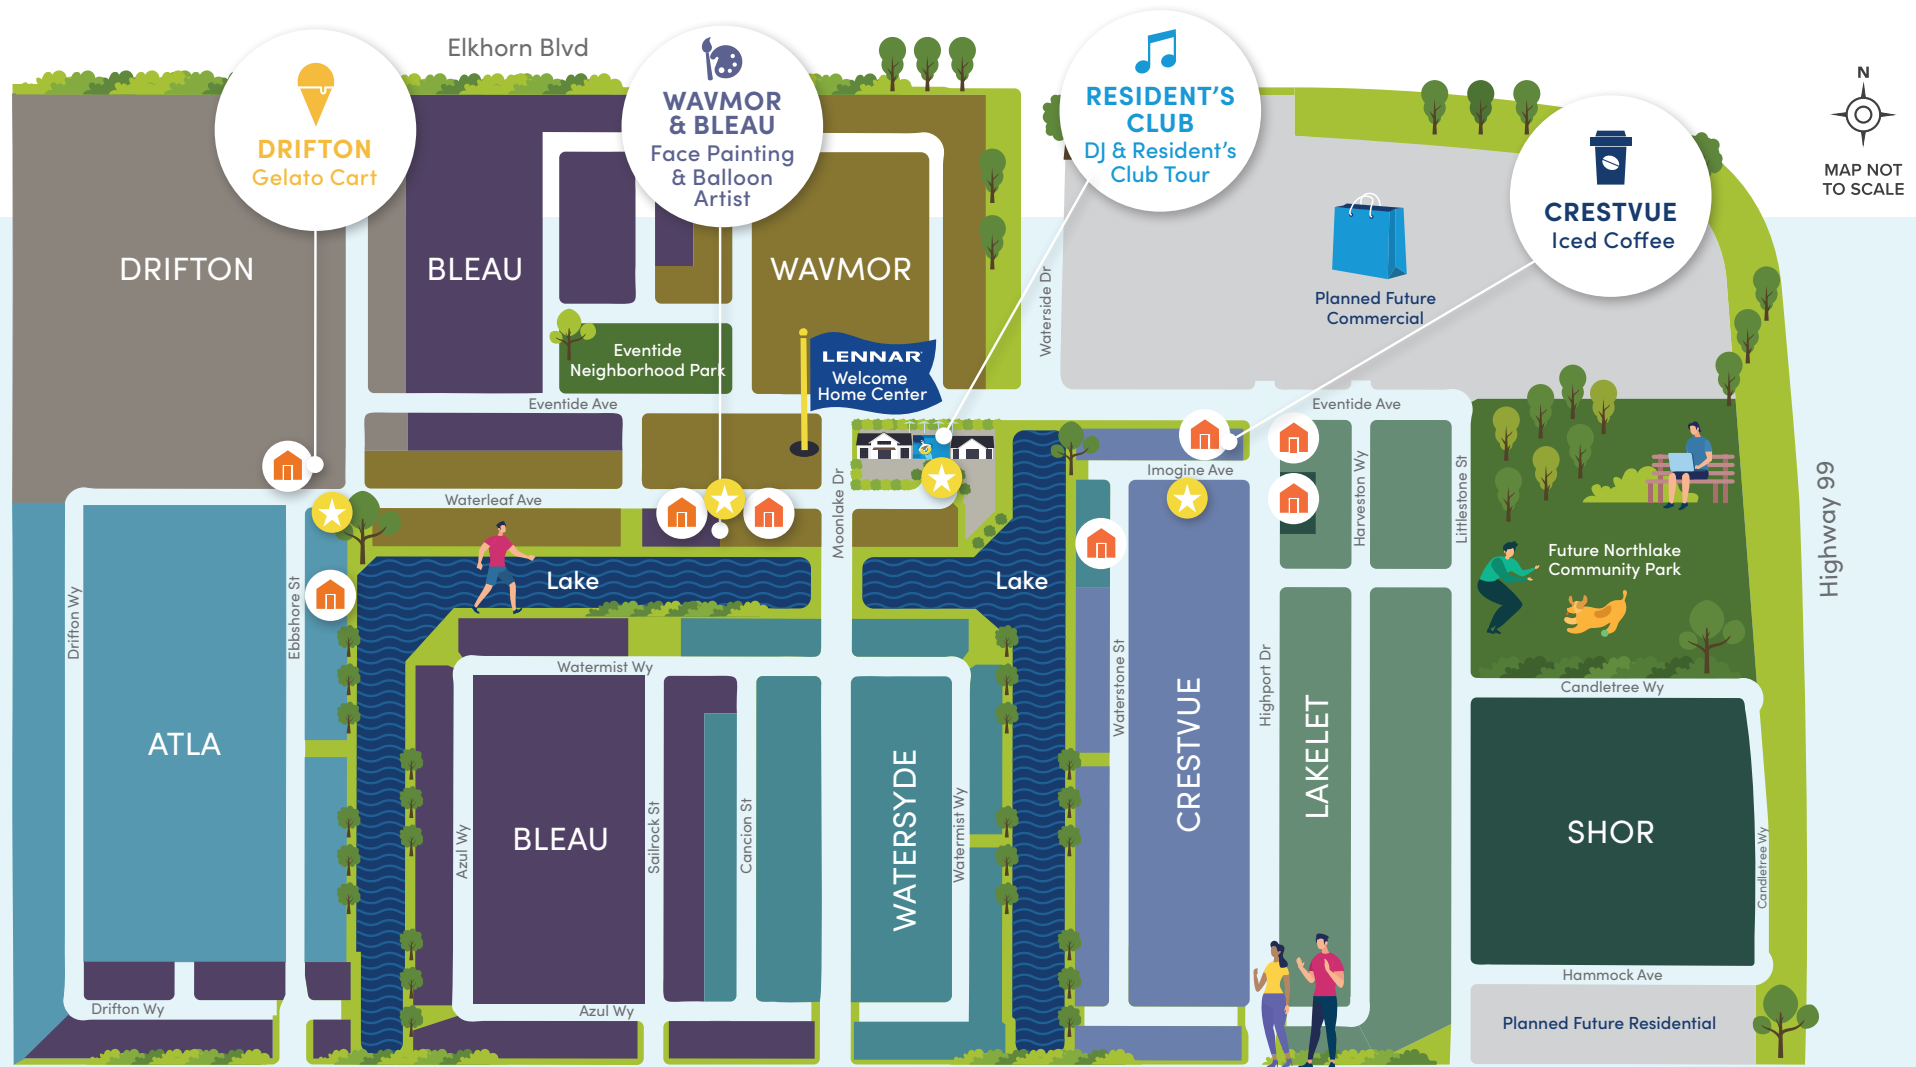 Elkhorn Blvd
DRIFTON
Gelato Cart
WAVMOR
& BLEAU
Face Painting
& Balloon
Artist
RESIDENT'S
CLUB
DJ & Resident's
Club Tour
CRESTVUE
Iced Coffee
N
MAP NOT
TO SCALE
DRIFTON
BLEAU
WAVMOR
Waterside Dr
Planned Future
Commercial
Eventide
Neighborhood Park
LENNAR
Welcome
Home Center
Eventide Ave
Eventide Ave
Waterleaf Ave
Moonlake Dr
Imogine Ave
Harveston Wy
Littlestone St
Highway 99
Future Northlake
Community Park
Lake
Lake
Drifton Wy
Ebbshore St
Watermist Wy
Waterstone St
Highport Dr
Candletree Wy
ATLA
BLEAU
Azul Wy
Sailrock St
Cancion St
WATERSYDE
Watermist Wy
CRESTVUE
LAKELET
SHOR
Candletree Wy
Hammock Ave
Drifton Wy
Azul Wy
Planned Future Residential